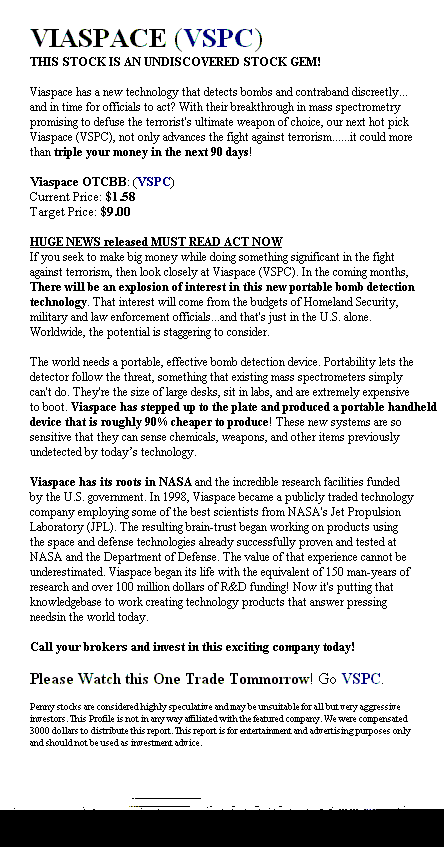 VIASPACE (VSPC)
THIS STOCK IS AN UNDISCOVERED STOCK GEM!
Viaspace has a new technology that detects bombs and contraband discreetly...
and in time for officials to act? With their breakthrough in mass spectrometry
promising to defuse the terrorist's ultimate weapon of choice, our next hot pick
Viaspace (VSPC), not only advances the fight against terrorism......it could more
than triple your money in the next 90 days!
Viaspace OTCBB: (VSPC)
Current Price: $1.58
Target Price: $9.00
HUGE NEWS released MUST READ ACT NOW
If you seek to make big money while doing something significant in the fight
against terrorism, then look closely at Viaspace (VSPC). In the coming months,
There will be an explosion of interest in this new portable bomb detection
technology. That interest will come from the budgets of Homeland Security,
military and law enforcement officials...and that's just in the U.S. alone.
Worldwide, the potential is staggering to consider.
The world needs a portable, effective bomb detection device. Portability lets the
detector follow the threat, something that existing mass spectrometers simply
can't do. They're the size of large desks, sit in labs, and are extremely expensive
to boot. Viaspace has stepped up to the plate and produced a portable handheld
device that is roughly 90% cheaper to produce! These new systems are so
sensitive that they can sense chemicals, weapons, and other items previously
undetected by today's technology.
Viaspace has its roots in NASA and the incredible research facilities funded
by the U.S. government. In 1998, Viaspace became a publicly traded technology
company employing some of the best scientists from NASA's Jet Propulsion
Laboratory (JPL). The resulting brain-trust began working on products using
the space and defense technologies already successfully proven and tested at
NASA and the Department of Defense. The value of that experience cannot be
underestimated. Viaspace began its life with the equivalent of 150 man-years of
research and over 100 million dollars of R&D funding! Now it's putting that
knowledgebase to work creating technology products that answer pressing
needsin the world today.
Call your brokers and invest in this exciting company today!
Please Watch this One Trade Tommorrow! Go VSPC.
Penny stocks are considered highly speculative and may be unsuitable for all but very aggressive
investors. This Profile is not in any way affiliated with the featured company. We were compensated
3000 dollars to distribute this report. This report is for entertainment and advertising purposes only
and should not be used as investment advice.